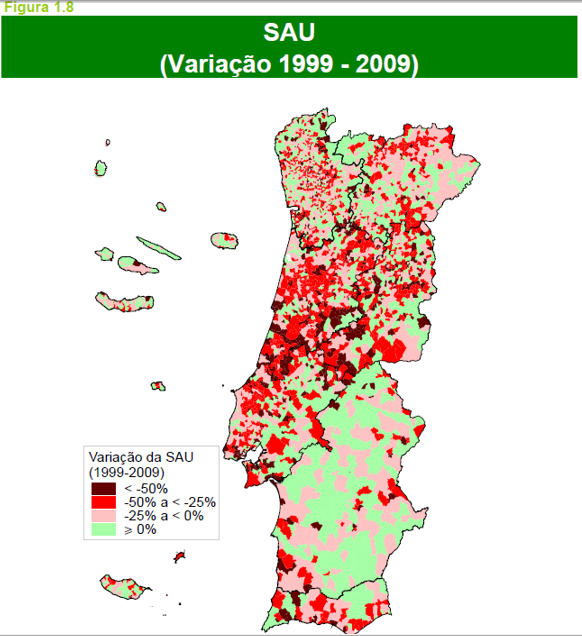 Figura 1.8
SAU
(Variação 1999 - 2009)
Variação da SAU
(1999-2009)
< -50%
-50% a < -25%
-25% a < 0%
≥ 0%